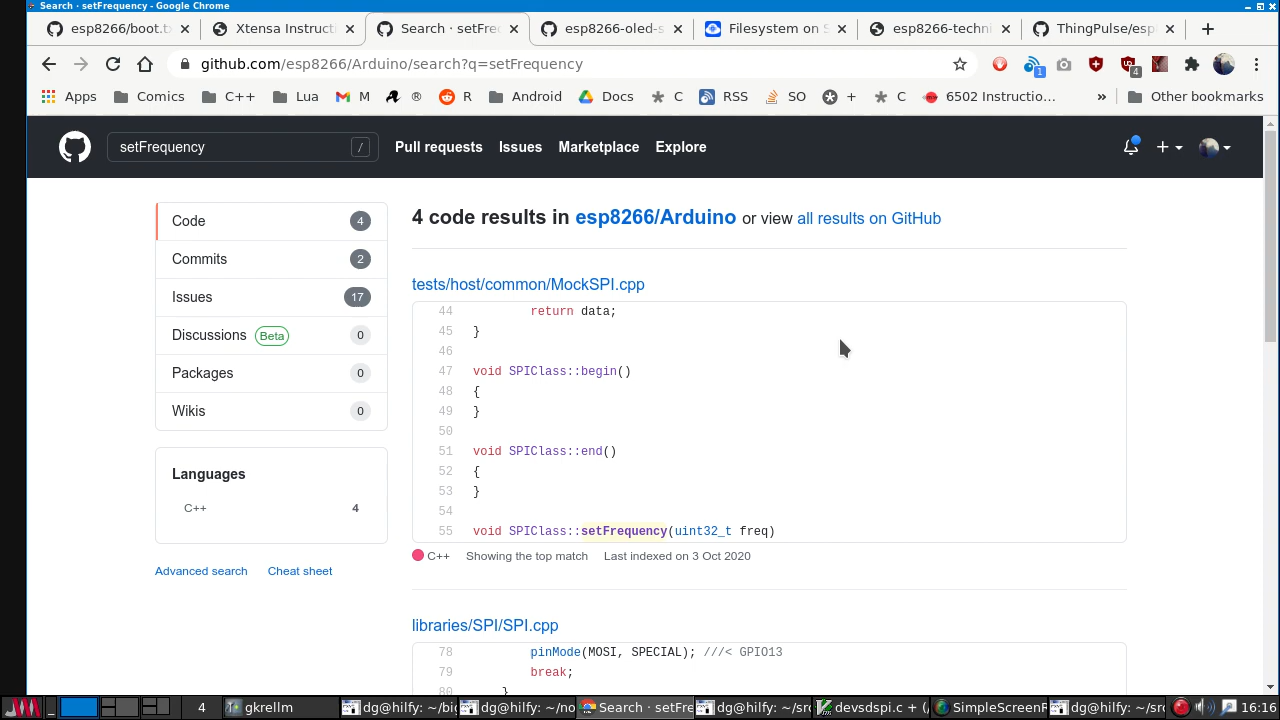 Search · setFrequency - Google Chrome
esp8266/boot.t
Xtensa Instructi
Search · setFre
esp8266-oled-s
Filesystem on S
esp8266-techni
ThingPulse/esp
github.com/esp8266/Arduino/search?q=setFrequency
1
4
Apps
Comics
C++
Lua
M
®
R
Android
Docs
C
RSS
SO
+
C
6502 Instructio...
»
Other bookmarks
setFrequency
/
Pull requests
Issues
Marketplace
Explore
Code 4
Commits 2
Issues 17
Discussions Beta 0
Packages 0
Wikis 0
Languages
C++ 4
Advanced search
Cheat sheet
4 code results in esp8266/Arduino or view all results on GitHub
tests/host/common/MockSPI.cpp
44 return data;
45 }
46
47 void SPIClass::begin()
48 {
49 }
50
51 void SPIClass::end()
52 {
53 }
54
55 void SPIClass::setFrequency(uint32_t freq)
C++ Showing the top match Last indexed on 3 Oct 2020
libraries/SPI/SPI.cpp
78 pinMode(MOSI, SPECIAL); ///< GPIO13
79 break;
80 }
4
gkrellm
dg@hilfy: ~/bi
dg@hilfy: ~/no
Search · setFre
dg@hilfy: ~/src
devsdspi.c + (
SimpleScreenR
dg@hilfy: ~/src
16:16